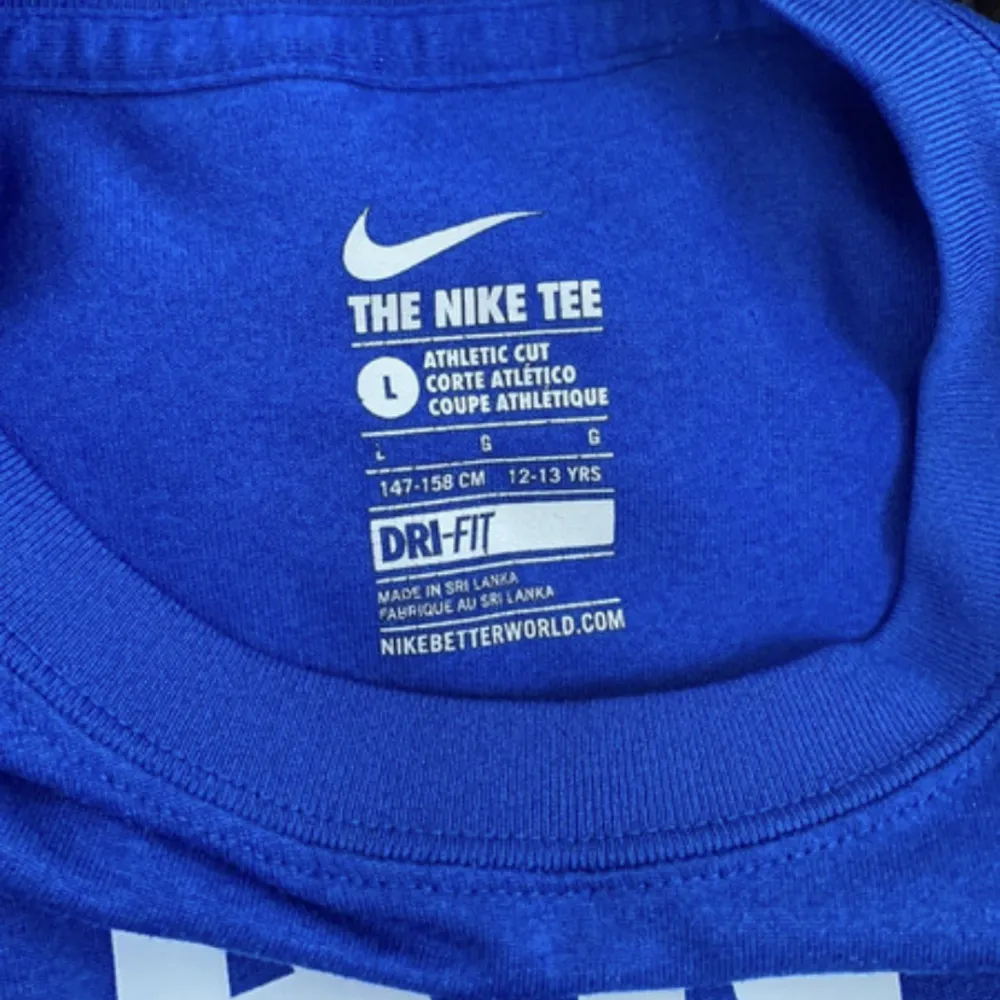 THE NIKE TEE
L
ATHLETIC CUT
CORTE ATLÉTICO
COUPE ATHLÉTIQUE
L G G
147-158 CM 12-13 YRS
DRI-FIT
MADE IN SRI LANKA
FABRIQUE AU SRI LANKA
NIKEBETTERWORLD.COM